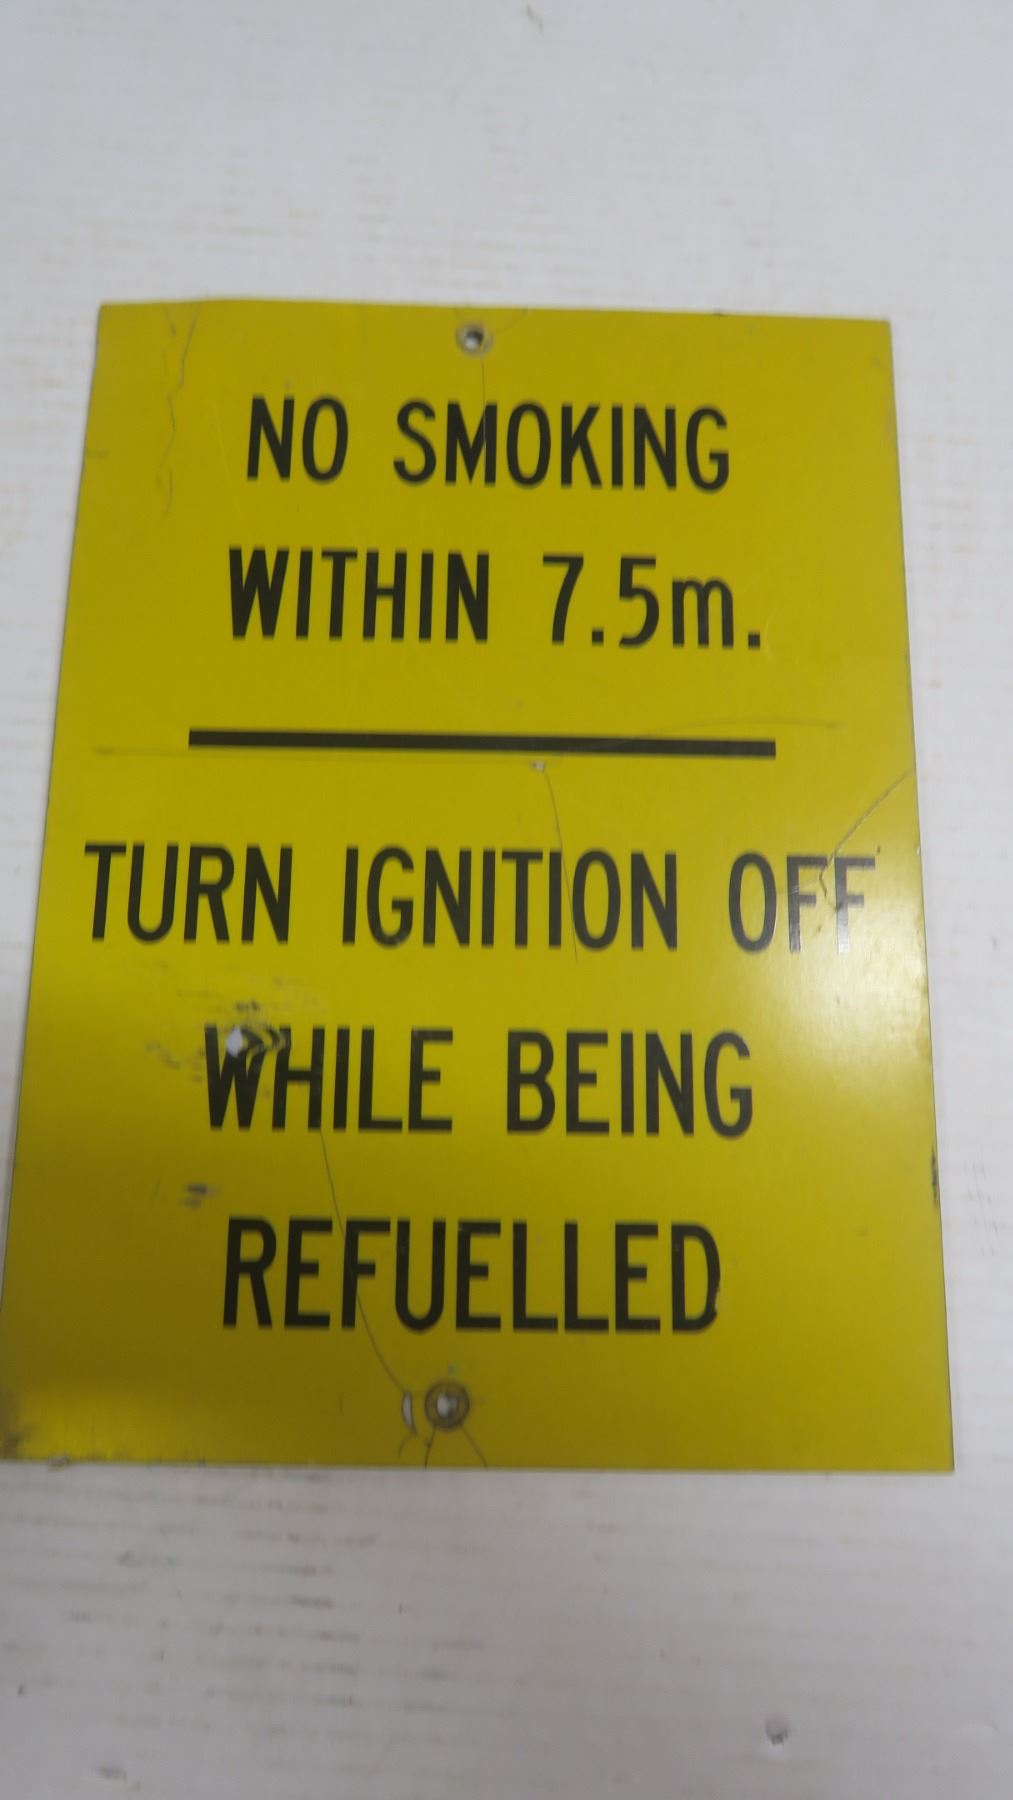 NO SMOKING
WITHIN 7.5m.
TURN IGNITION OFF
WHILE BEING
REFUELLED